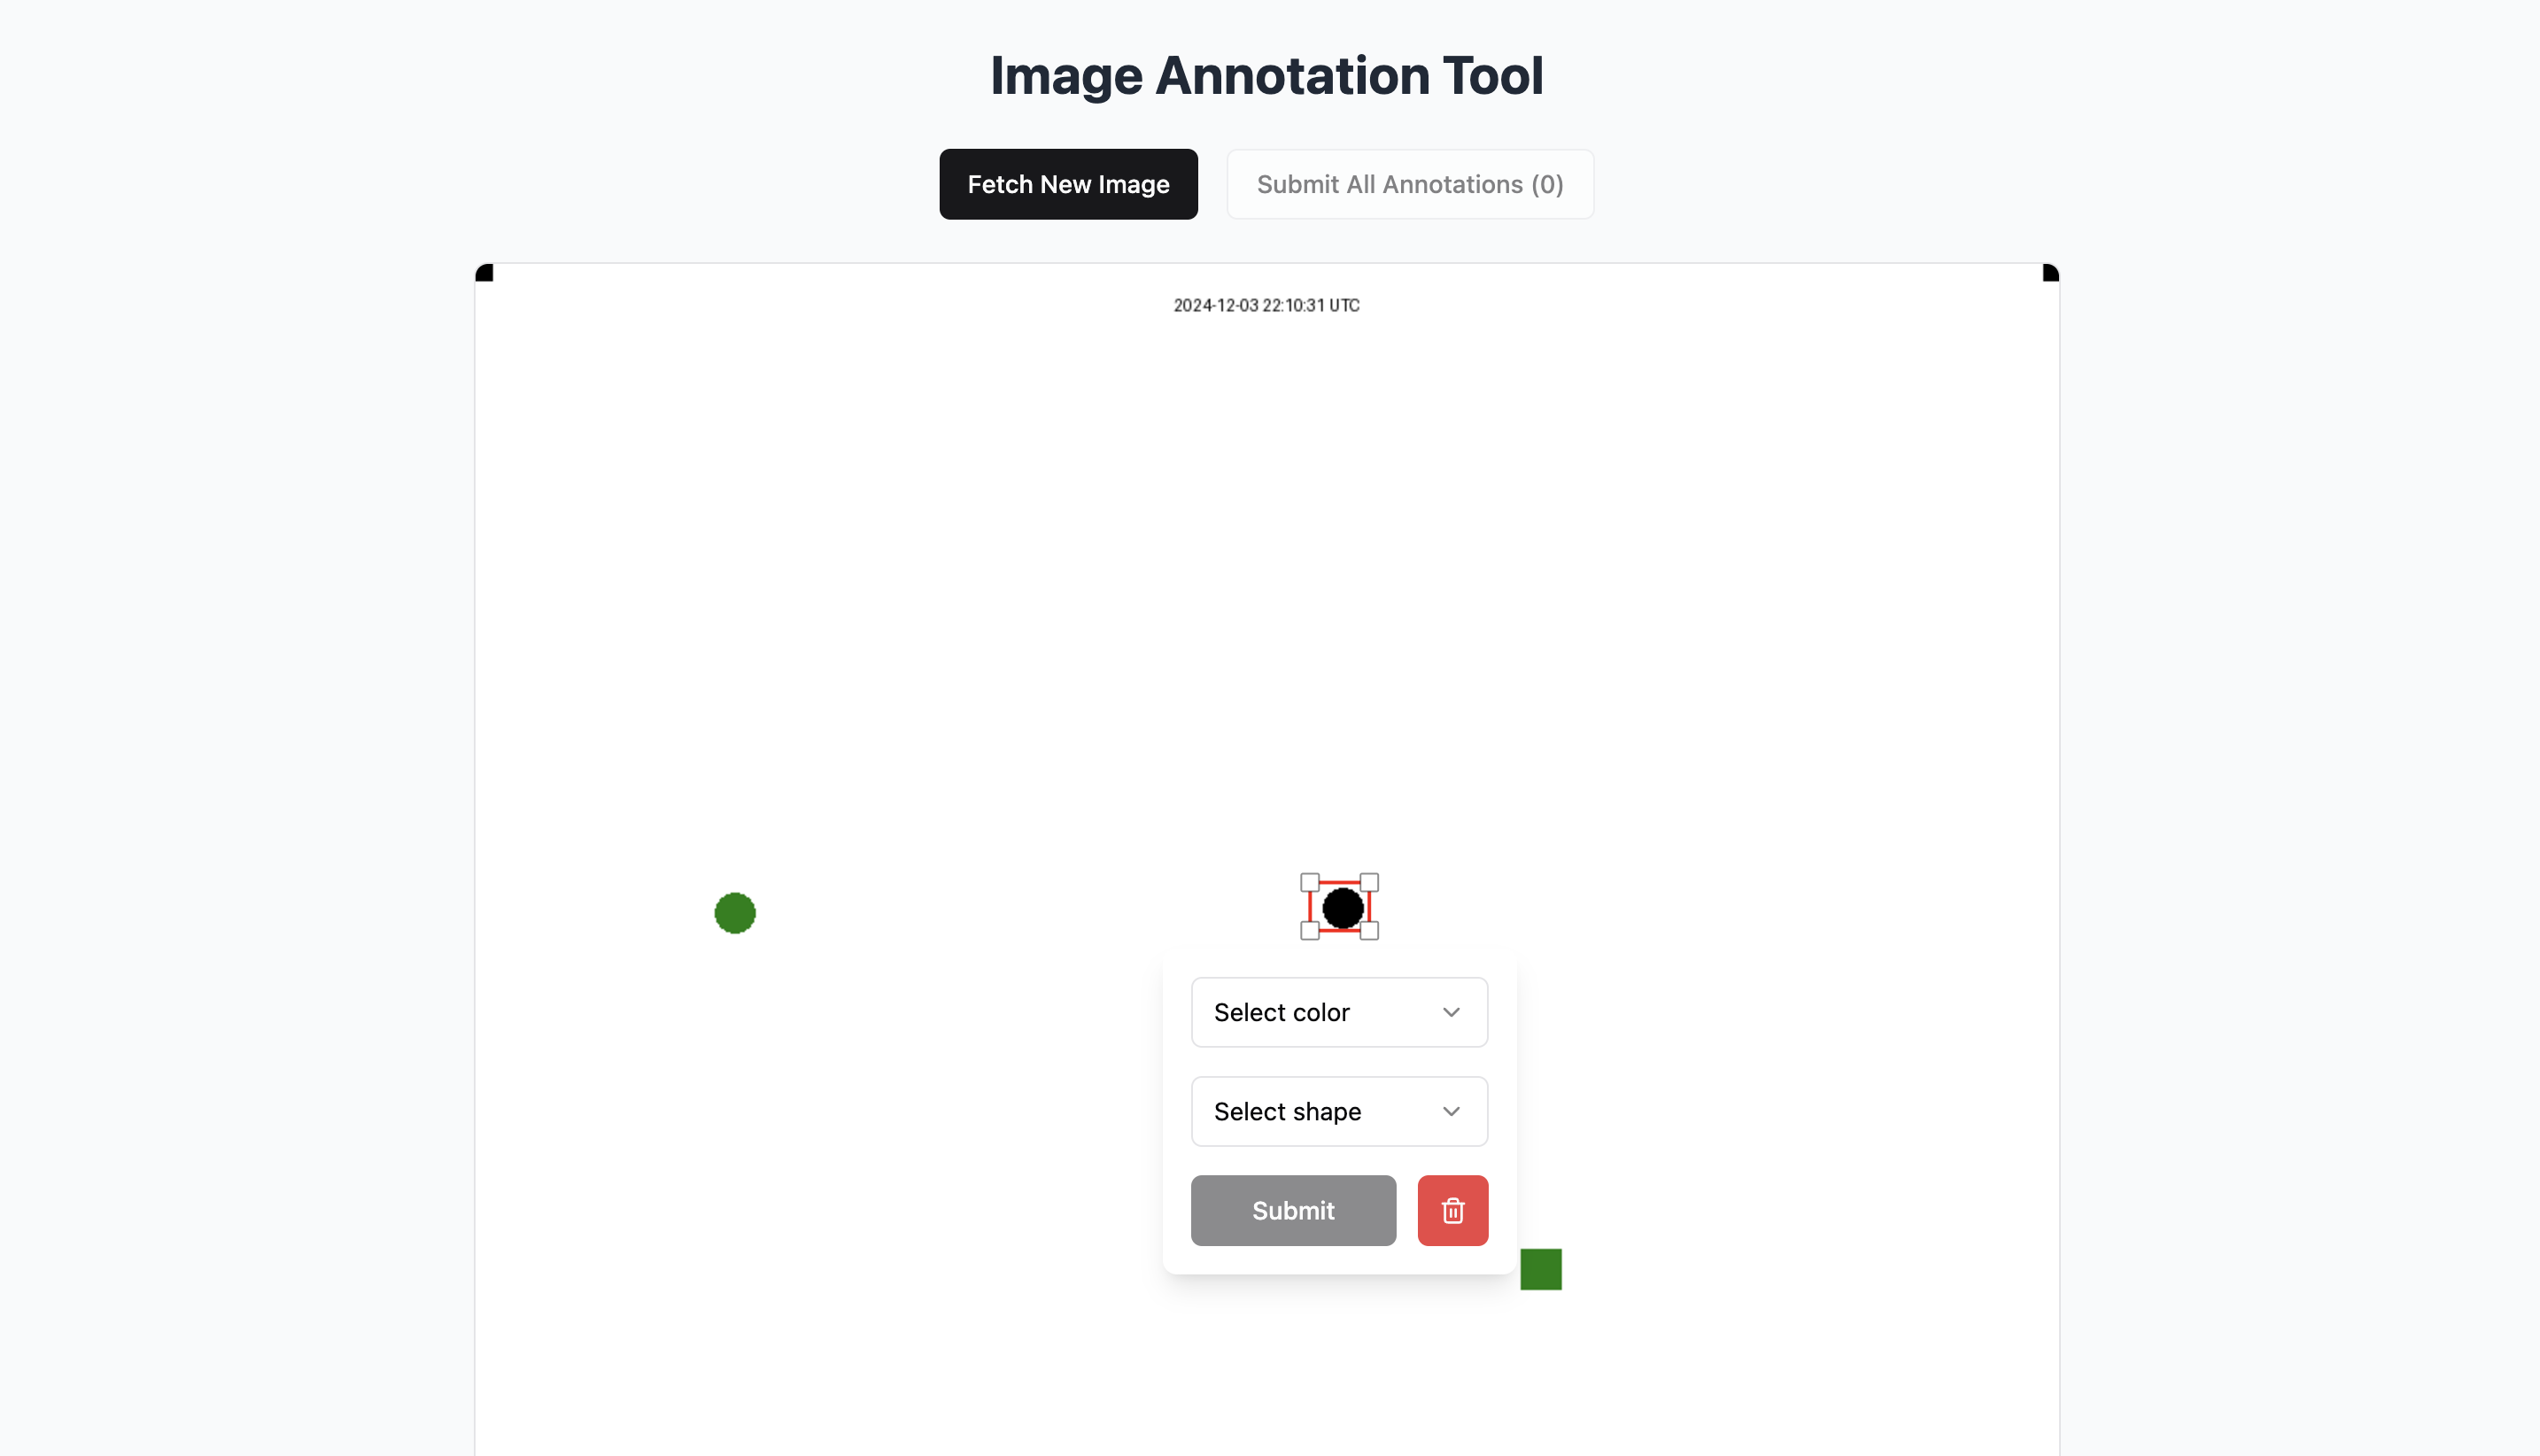 Image Annotation Tool
Fetch New Image
Submit All Annotations (0)
2024-12-03 22:10:31 UTC
Select color
Select shape
Submit